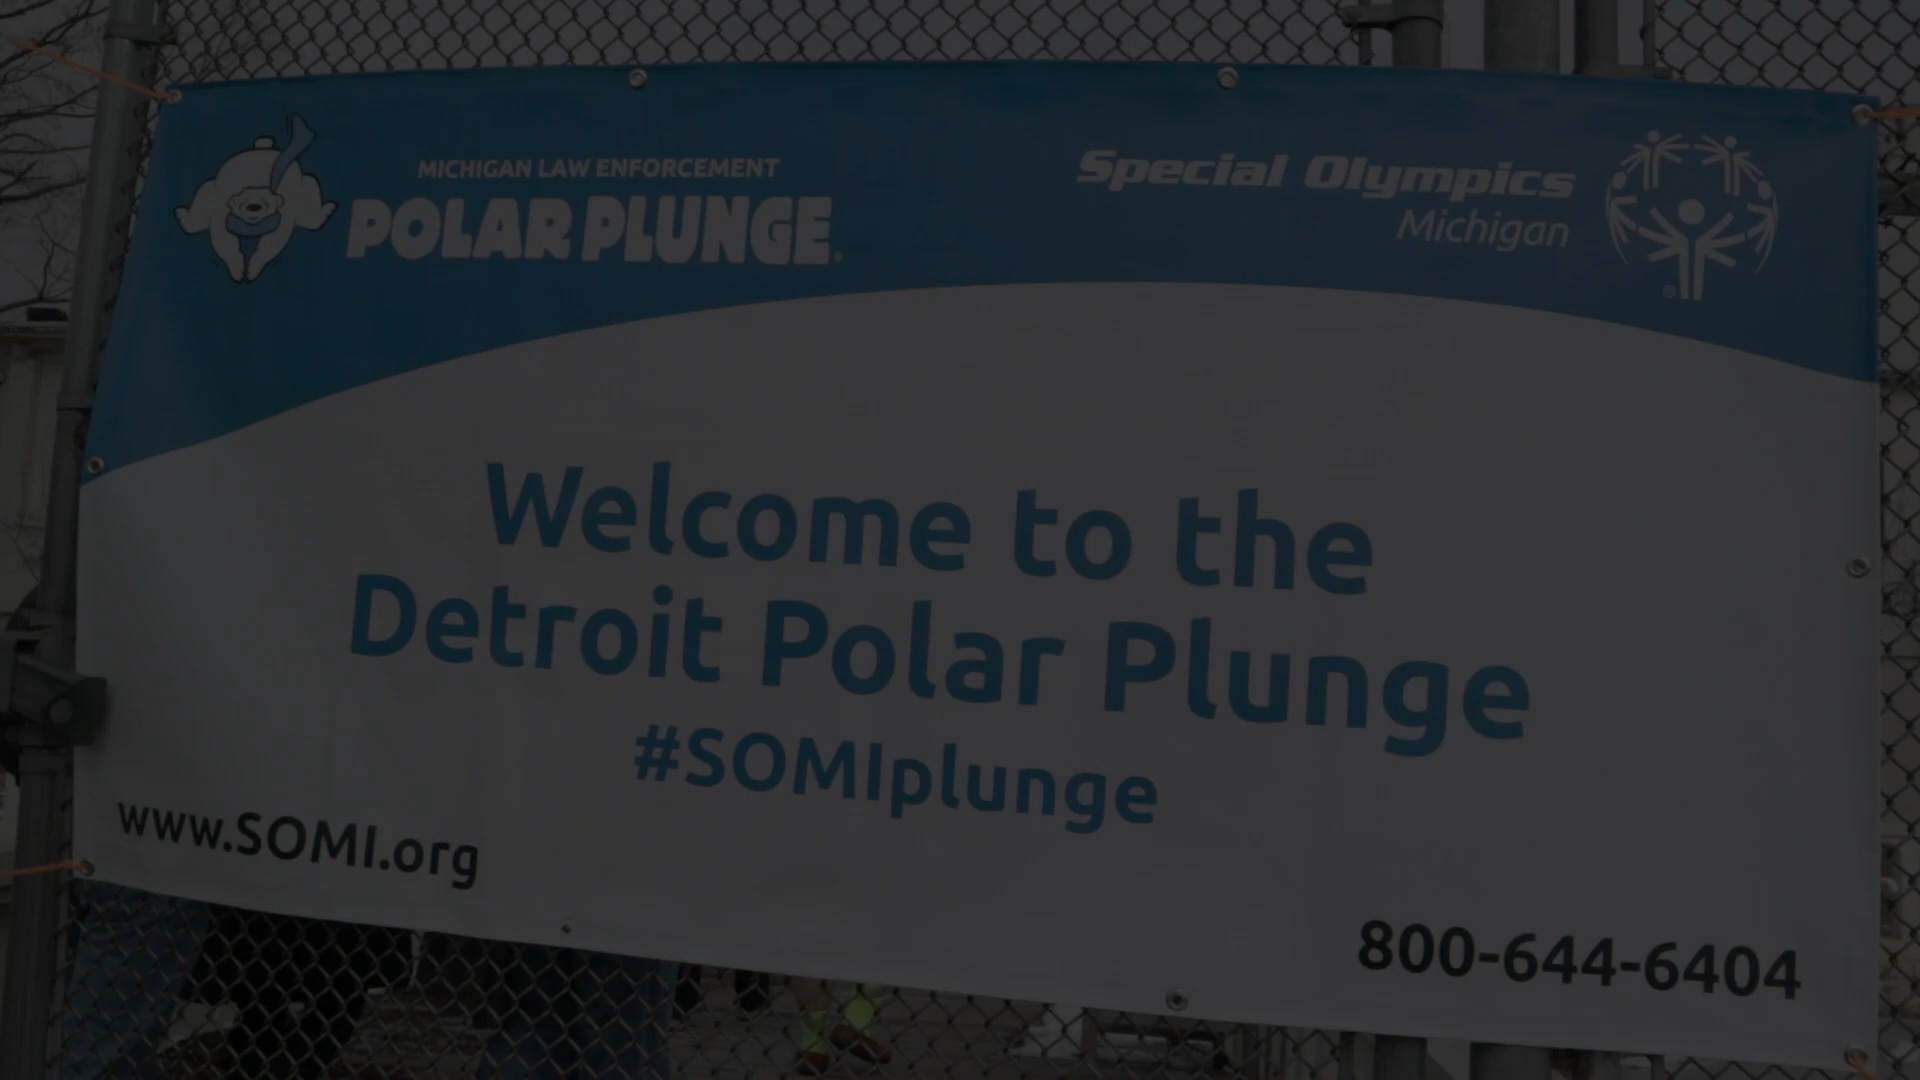 MICHIGAN LAW ENFORCEMENT
POLAR PLUNGE®
Special Olympics
Michigan
®
Welcome to the
Detroit Polar Plunge
#SOMIplunge
www.SOMI.org
800-644-6404